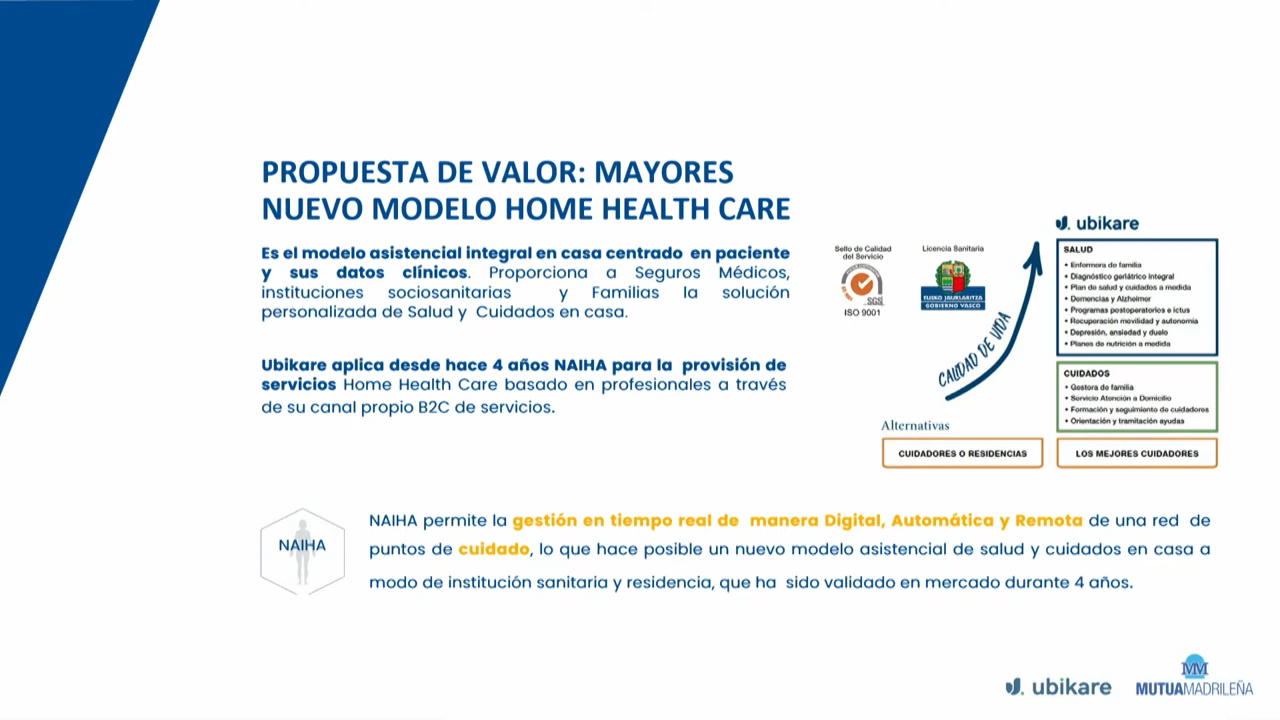 PROPUESTA DE VALOR: MAYORES
NUEVO MODELO HOME HEALTH CARE
Es el modelo asistencial integral en casa centrado en paciente
y sus datos clínicos. Proporciona a Seguros Médicos,
instituciones sociosanitarias y Familias la solución
personalizada de Salud y Cuidados en casa.
Ubikare aplica desde hace 4 años NAIHA para la provisión de
servicios Home Health Care basado en profesionales a través
de su canal propio B2C de servicios.
Sello de Calidad
del Servicio
SGS
ISO 9001
Licencia Sanitaria
EUSKO JAURLARITZA
GOBIERNO VASCO
CALIDAD DE VIDA
ubikare
SALUD
• Enfermera de familia
• Diagnóstico geriátrico integral
• Plan de salud y cuidados a medida
• Demencias y Alzheimer
• Programas postoperatorios e ictus
• Recuperación movilidad y autonomía
• Depresión, ansiedad y duelo
• Planes de nutrición a medida
CUIDADOS
• Gestora de familia
• Servicio Atención a Domicilio
• Formación y seguimiento de cuidadores
• Orientación y tramitación ayudas
Alternativas
CUIDADORES O RESIDENCIAS
LOS MEJORES CUIDADORES
NAIHA
NAIHA permite la gestión en tiempo real de manera Digital, Automática y Remota de una red de
puntos de cuidado, lo que hace posible un nuevo modelo asistencial de salud y cuidados en casa a
modo de institución sanitaria y residencia, que ha sido validado en mercado durante 4 años.
ubikare
MM
MUTUAMADRILEÑA